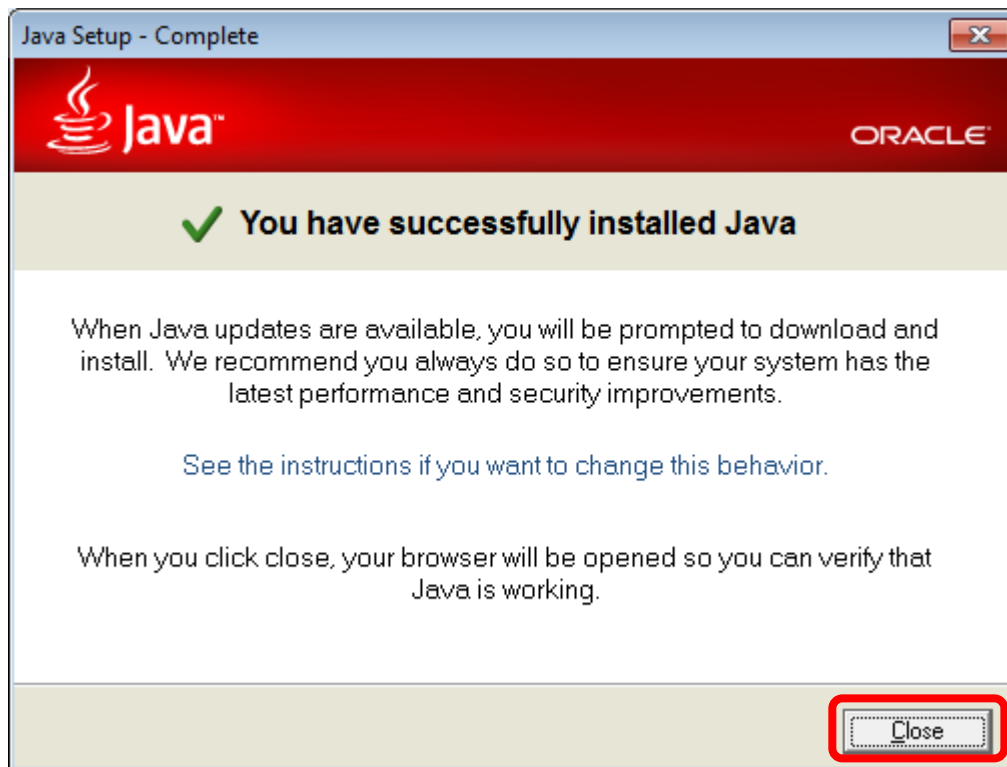 Java Setup - Complete
Java™
ORACLE
You have successfully installed Java
When Java updates are available, you will be prompted to download and
install. We recommend you always do so to ensure your system has the
latest performance and security improvements.
See the instructions if you want to change this behavior.
When you click close, your browser will be opened so you can verify that
Java is working.
Close